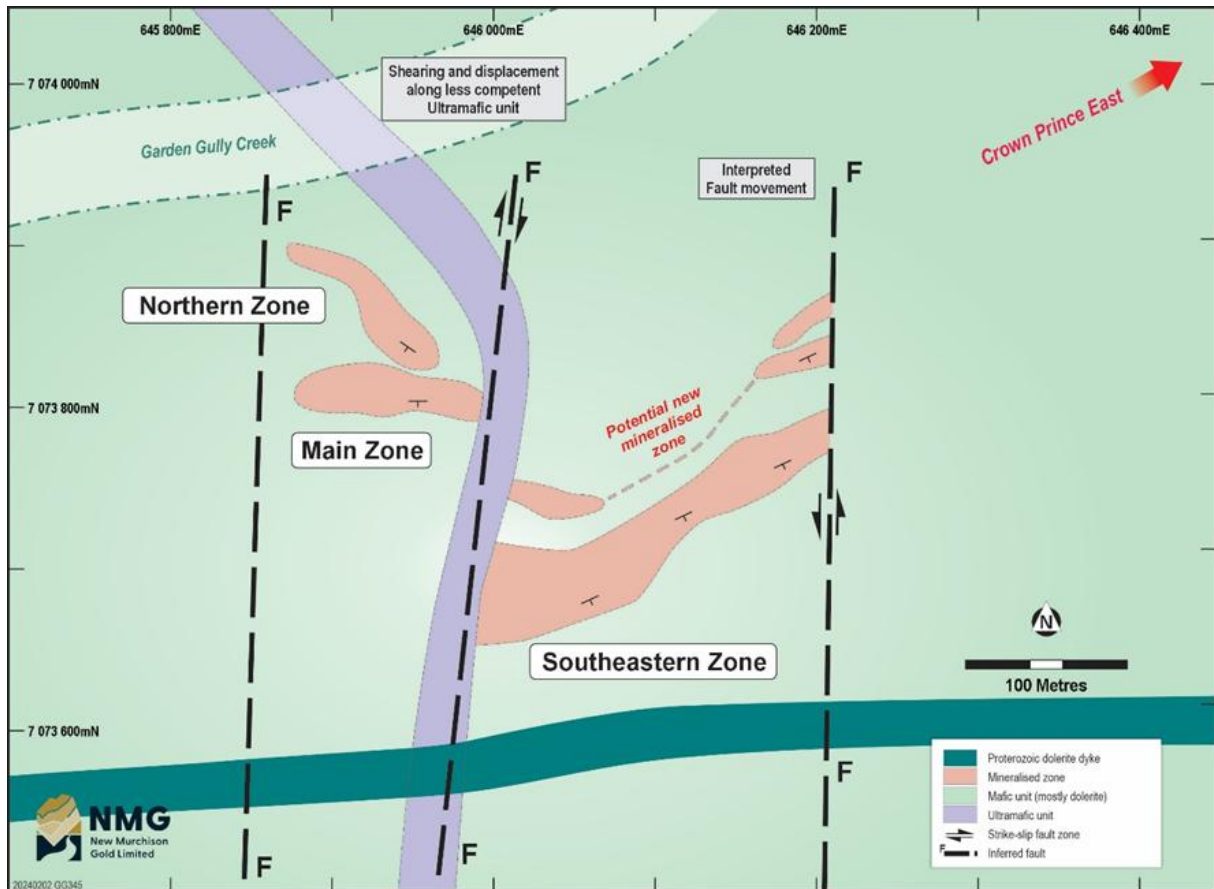 645 800mE
646 000mE
646 200mE
646 400mE
7 074 000mN
Shearing and displacement
along less competent
Ultramafic unit
Garden Gully Creek
Crown Prince East
Interpreted
Fault movement
F
F
F
Northern Zone
7 073 800mN
Main Zone
Potential new
mineralised
zone
Southeastern Zone
N
100 Metres
7 073 600mN
F
F
F
NMG
New Murchison
Gold Limited
Proterozoic dolerite dyke
Mineralised zone
Mafic unit (mostly dolerite)
Ultramafic unit
Strike-slip fault zone
F
Inferred fault
20240202 GG345